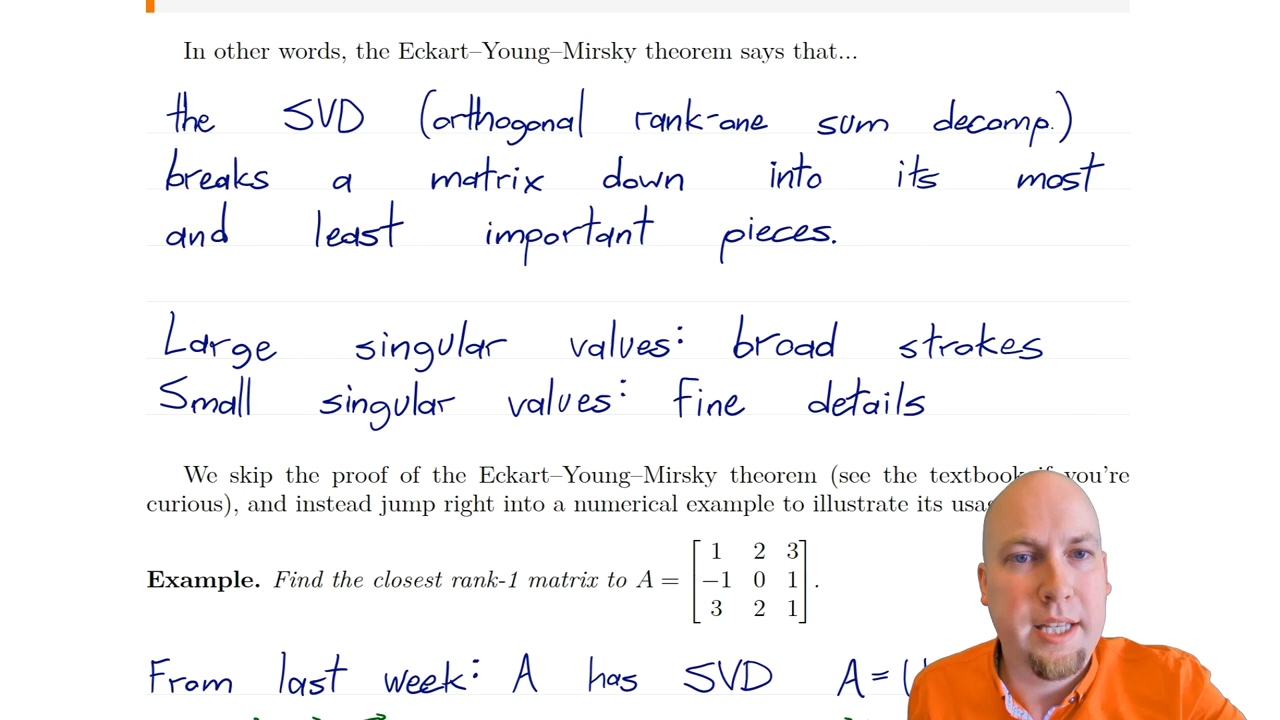 In other words, the Eckart–Young–Mirsky theorem says that...
the SVD (orthogonal rank-one sum decomp.)
breaks a matrix down into its most
and least important pieces.
Large singular values: broad strokes
Small singular values: fine details
We skip the proof of the Eckart–Young–Mirsky theorem (see the textbook if you're
curious), and instead jump right into a numerical example to illustrate its
Example. Find the closest rank-1 matrix to A = [1 2 3
−1 0 1
3 2 1].
From last week: A has SVD A = U